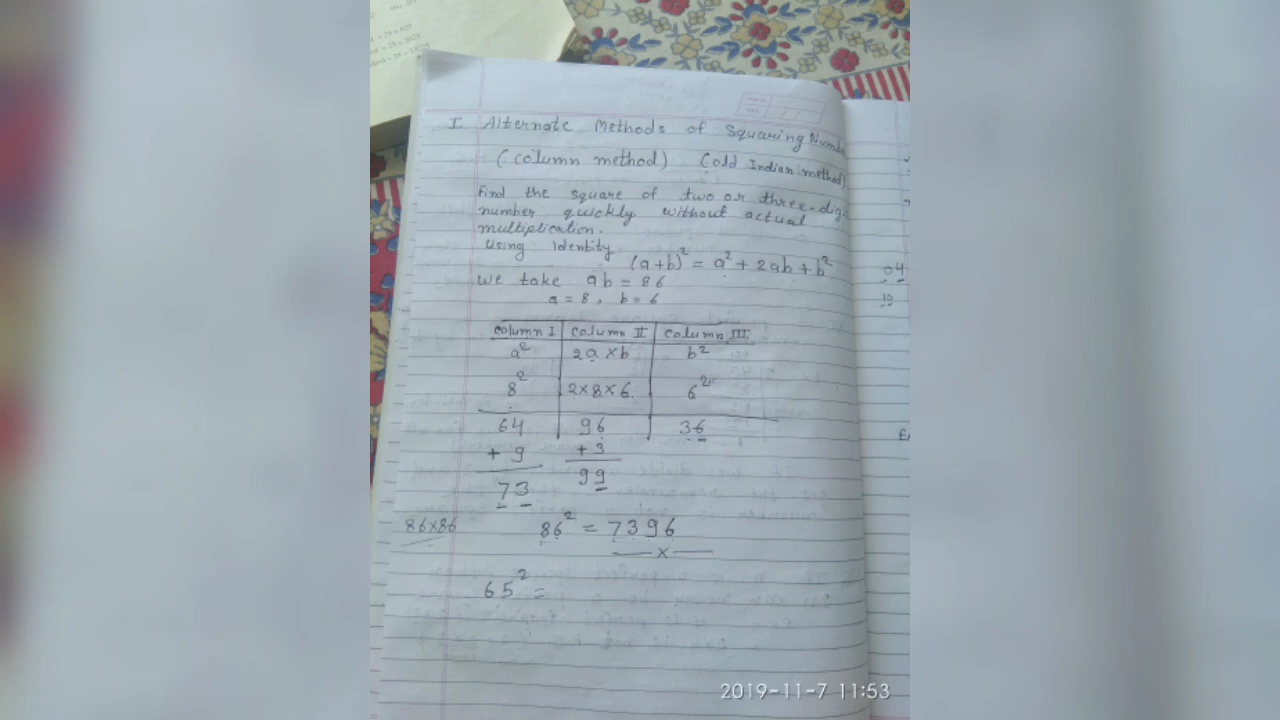 I. Alternate Methods of Squaring Numbe
(column method) (old Indian method)
Find the square of two or three-digi
number quickly without actual
multiplication.
Using Identity
(a+b)² = a² + 2ab + b²
We take ab = 86
a = 8, b = 6
column I column II column III
a² 2a × b b²
8² 2×8×6 6²
64 96 36
+ 9 + 3
73 99
86×86 86² = 7396
— x —
65² =
04
10
2019-11-7 11:53